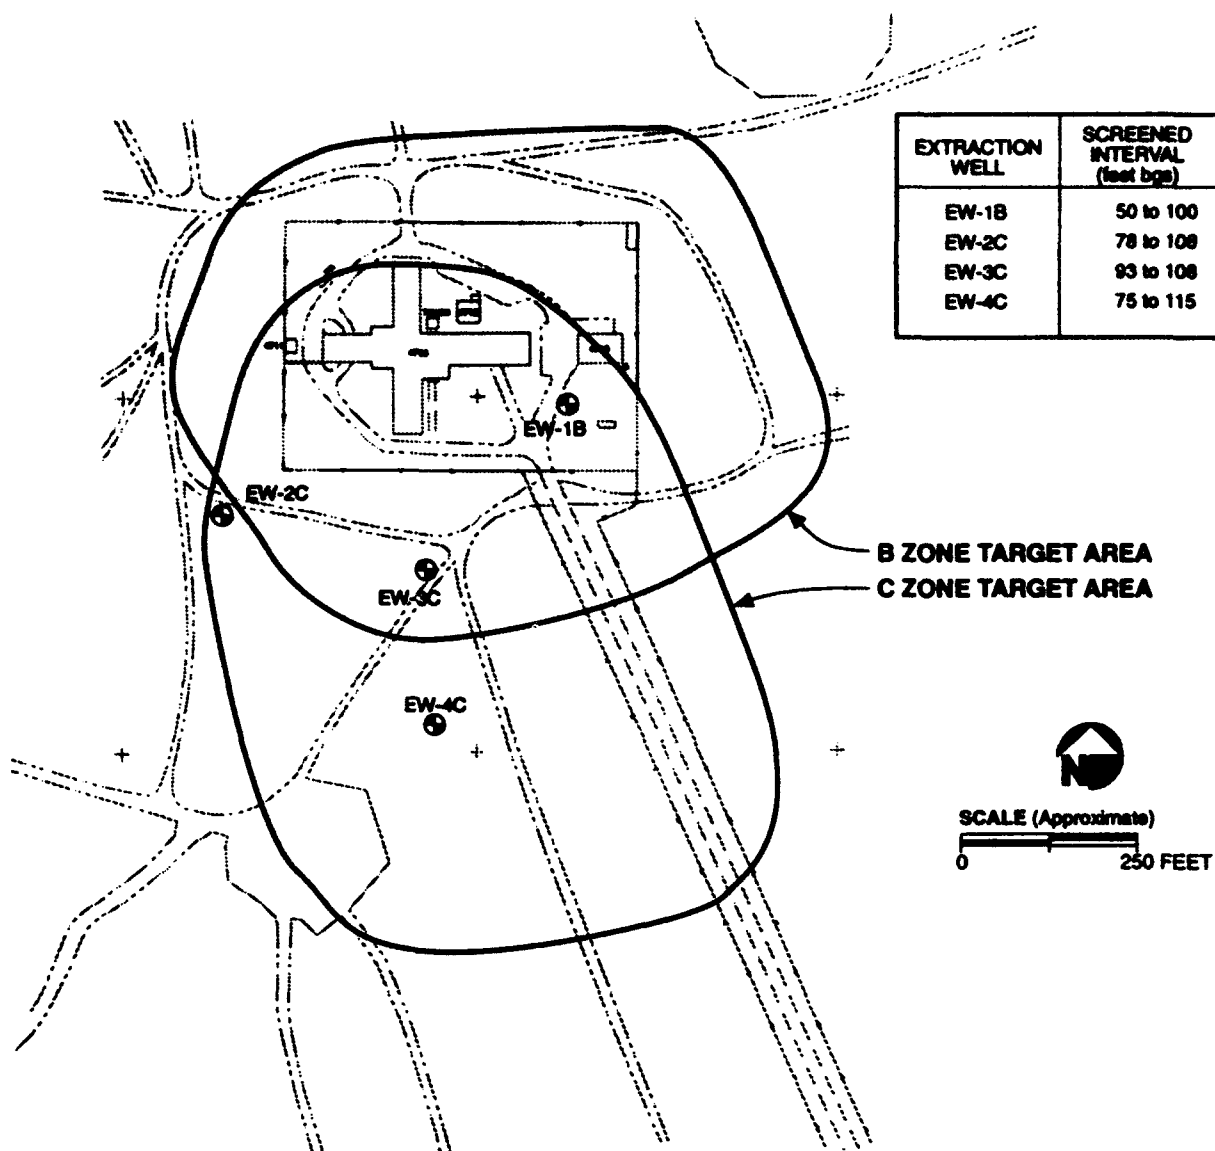 EXTRACTION
WELL
SCREENED
INTERVAL
(feet bgs)
EW-1B 50 to 100
EW-2C 78 to 108
EW-3C 93 to 108
EW-4C 75 to 115
EW-1B
EW-2C
EW-3C
B ZONE TARGET AREA
C ZONE TARGET AREA
EW-4C
N
SCALE (Approximate)
0 250 FEET